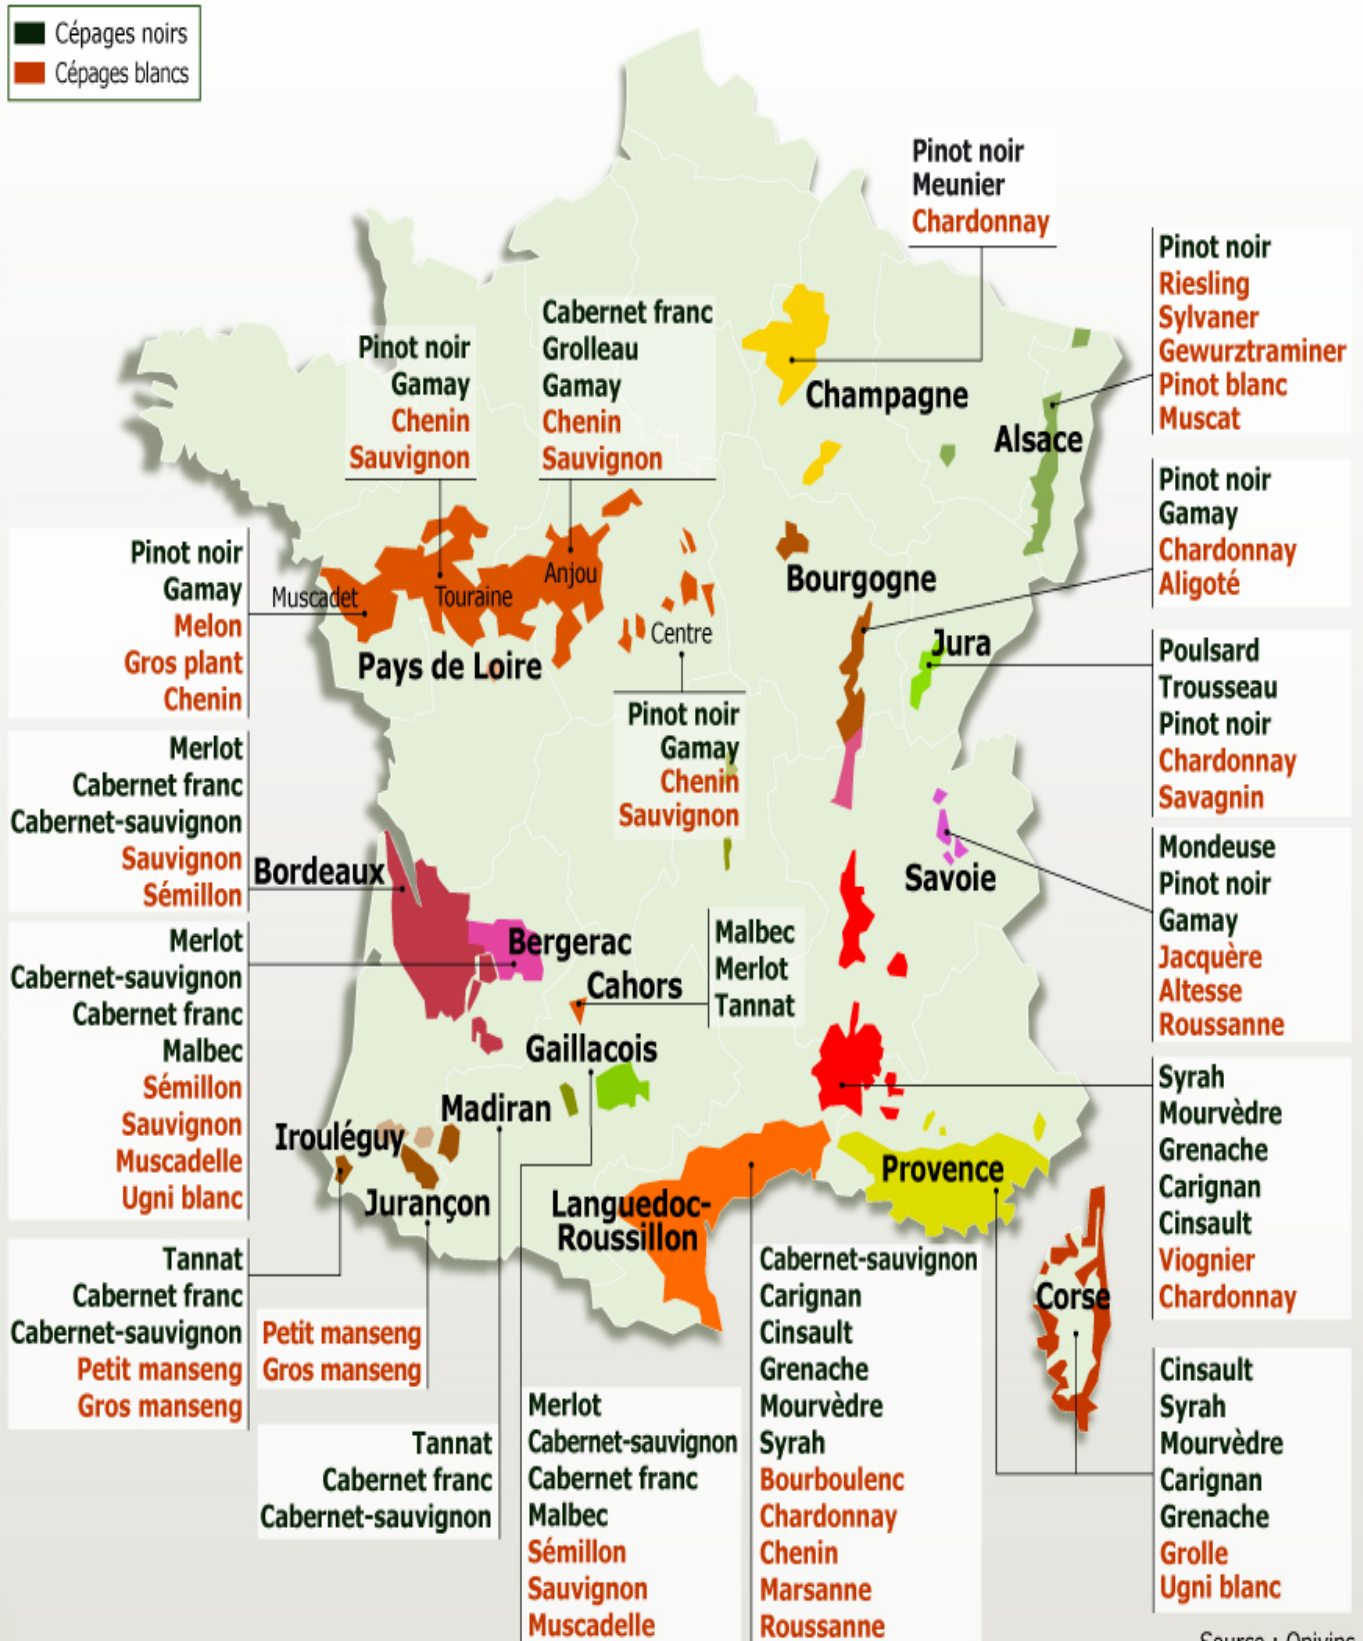 Cépages noirs
Cépages blancs
Pinot noir
Meunier
Chardonnay
Champagne
Pinot noir
Riesling
Sylvaner
Gewurztraminer
Pinot blanc
Muscat
Alsace
Pinot noir
Gamay
Chenin
Sauvignon
Cabernet franc
Grolleau
Gamay
Chenin
Sauvignon
Pinot noir
Gamay
Chardonnay
Aligoté
Bourgogne
Pinot noir
Gamay
Melon
Gros plant
Chenin
Muscadet
Touraine
Anjou
Centre
Pays de Loire
Pinot noir
Gamay
Chenin
Sauvignon
Jura
Poulsard
Trousseau
Pinot noir
Chardonnay
Savagnin
Merlot
Cabernet franc
Cabernet-sauvignon
Sauvignon
Sémillon
Bordeaux
Savoie
Mondeuse
Pinot noir
Gamay
Jacquère
Altesse
Roussanne
Merlot
Cabernet-sauvignon
Cabernet franc
Malbec
Sémillon
Sauvignon
Muscadelle
Ugni blanc
Bergerac
Cahors
Malbec
Merlot
Tannat
Gaillacois
Madiran
Irouléguy
Jurançon
Languedoc-
Roussillon
Provence
Corse
Syrah
Mourvèdre
Grenache
Carignan
Cinsault
Viognier
Chardonnay
Tannat
Cabernet franc
Cabernet-sauvignon
Petit manseng
Gros manseng
Petit manseng
Gros manseng
Tannat
Cabernet franc
Cabernet-sauvignon
Merlot
Cabernet-sauvignon
Cabernet franc
Malbec
Sémillon
Sauvignon
Muscadelle
Cabernet-sauvignon
Carignan
Cinsault
Grenache
Mourvèdre
Syrah
Bourboulenc
Chardonnay
Chenin
Marsanne
Roussanne
Cinsault
Syrah
Mourvèdre
Carignan
Grenache
Grolle
Ugni blanc
Source : Onivins